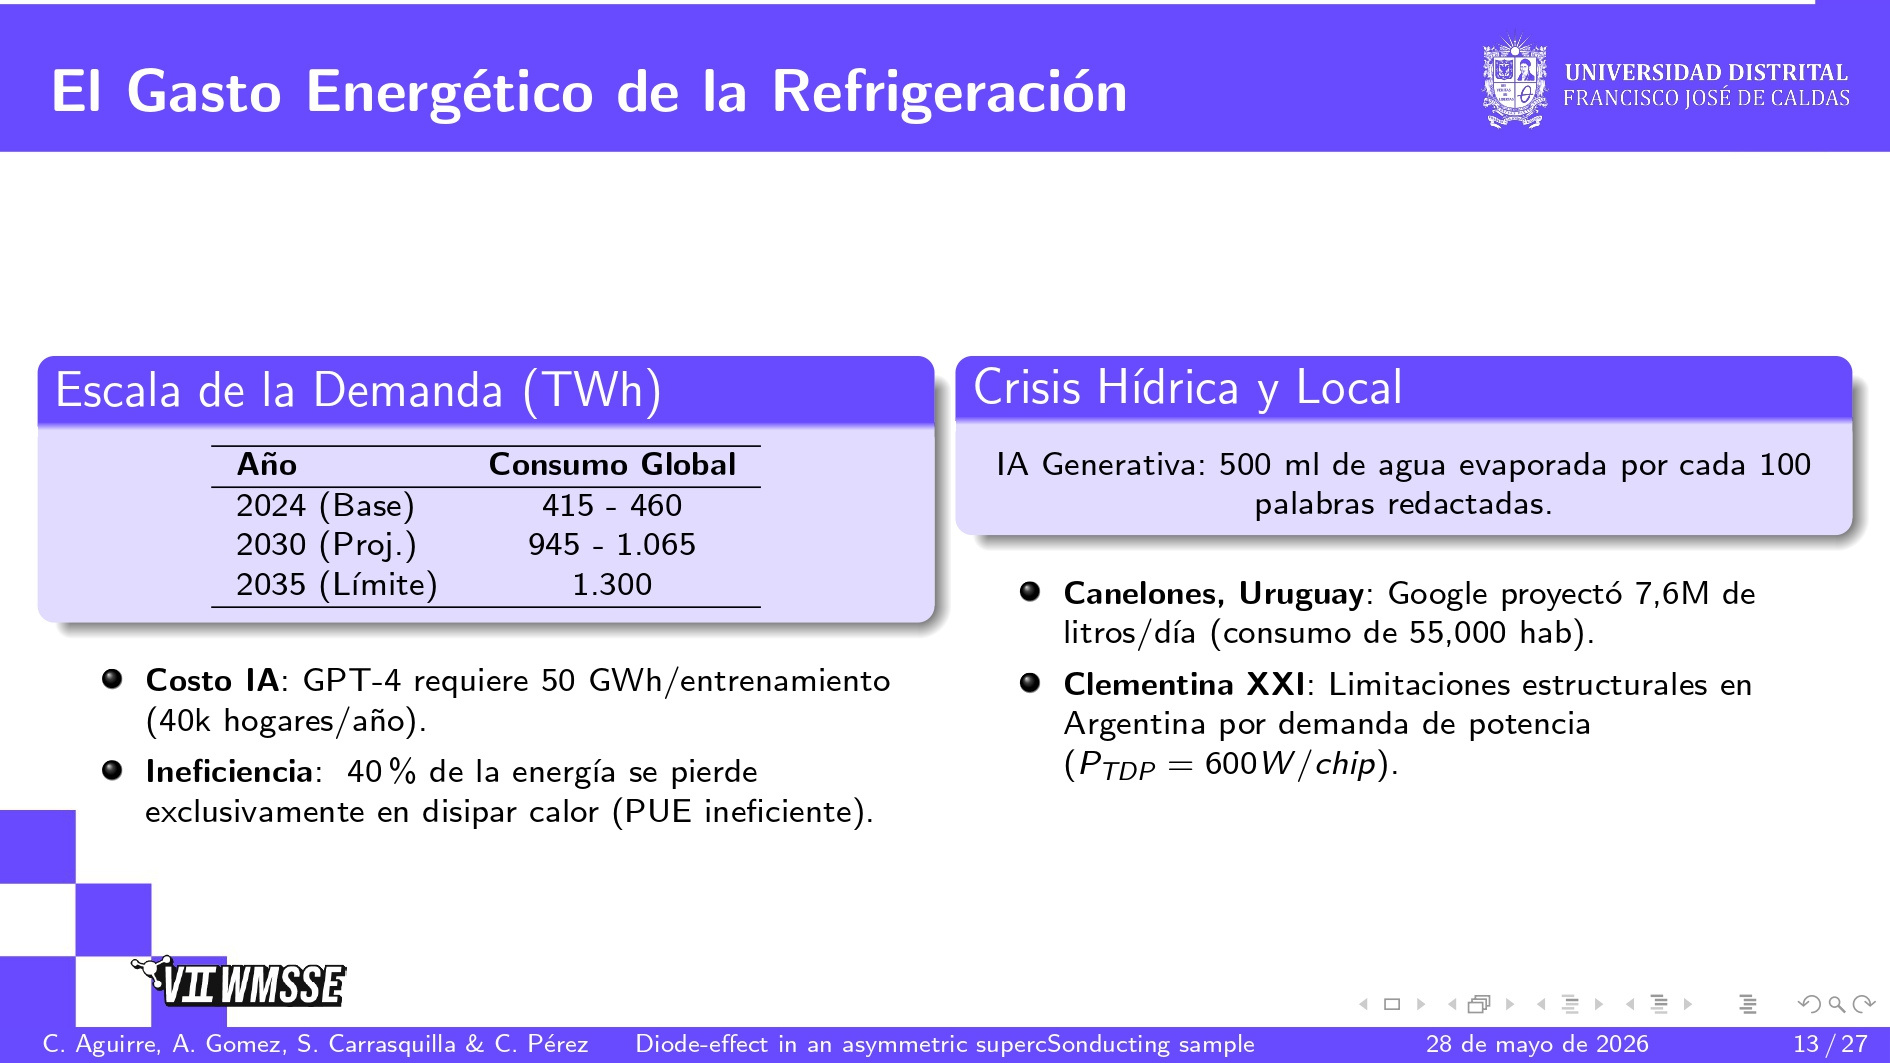 El Gasto Energético de la Refrigeración
UNIVERSIDAD DISTRITAL
FRANCISCO JOSÉ DE CALDAS
Escala de la Demanda (TWh)
Año Consumo Global
2024 (Base) 415 - 460
2030 (Proj.) 945 - 1.065
2035 (Límite) 1.300
Costo IA: GPT-4 requiere 50 GWh/entrenamiento
(40k hogares/año).
Ineficiencia: 40 % de la energía se pierde
exclusivamente en disipar calor (PUE ineficiente).
Crisis Hídrica y Local
IA Generativa: 500 ml de agua evaporada por cada 100
palabras redactadas.
Canelones, Uruguay: Google proyectó 7,6M de
litros/día (consumo de 55,000 hab).
Clementina XXI: Limitaciones estructurales en
Argentina por demanda de potencia
(P_TDP = 600W/chip).
VII WMSSE
C. Aguirre, A. Gomez, S. Carrasquilla & C. Pérez Diode-effect in an asymmetric supercSonducting sample 28 de mayo de 2026 13 / 27